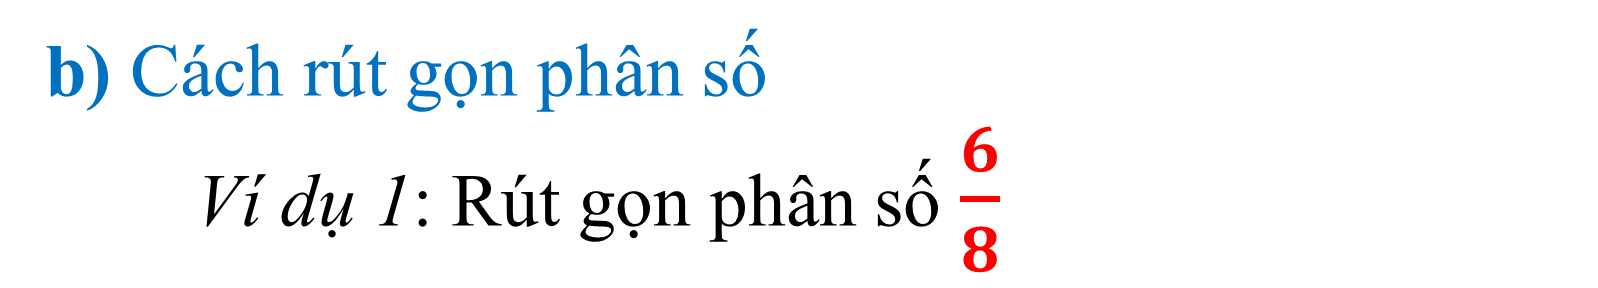 b) Cách rút gọn phân số
Ví dụ 1: Rút gọn phân số 6/8